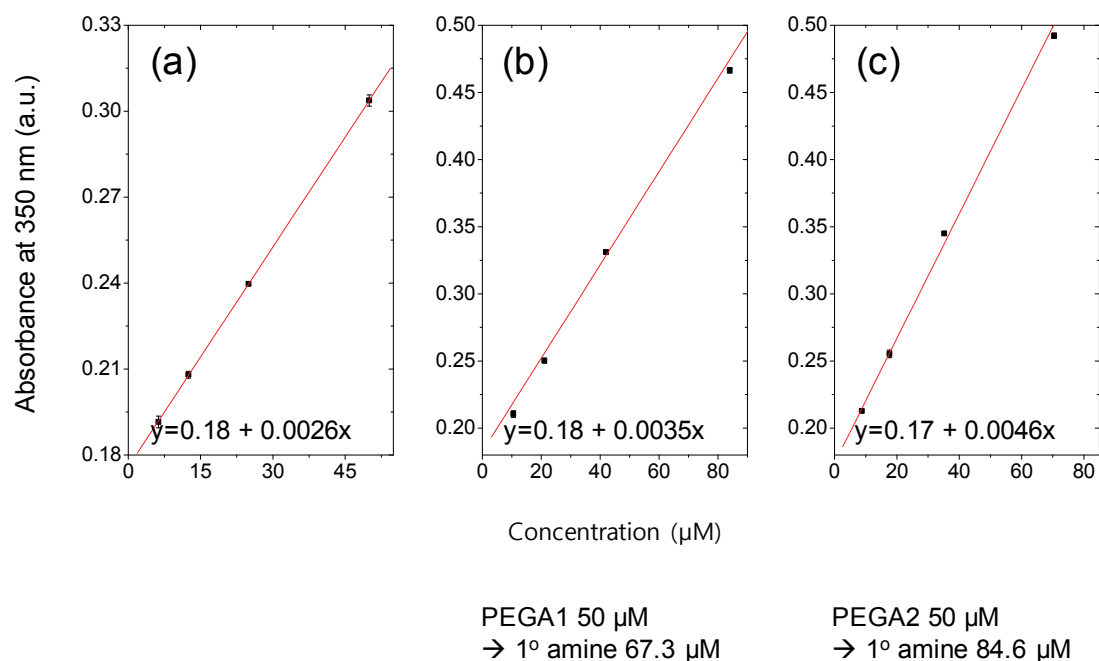 Absorbance at 350 nm (a.u.)
(a)
0.33
0.30
0.27
0.24
0.21
0.18
y=0.18 + 0.0026x
0 15 30 45
(b)
0.50
0.45
0.40
0.35
0.30
0.25
0.20
y=0.18 + 0.0035x
0 20 40 60 80
(c)
0.50
0.45
0.40
0.35
0.30
0.25
0.20
y=0.17 + 0.0046x
0 20 40 60 80
Concentration (μM)
PEGA1 50 μM
→ 1º amine 67.3 μM
PEGA2 50 μM
→ 1º amine 84.6 μM